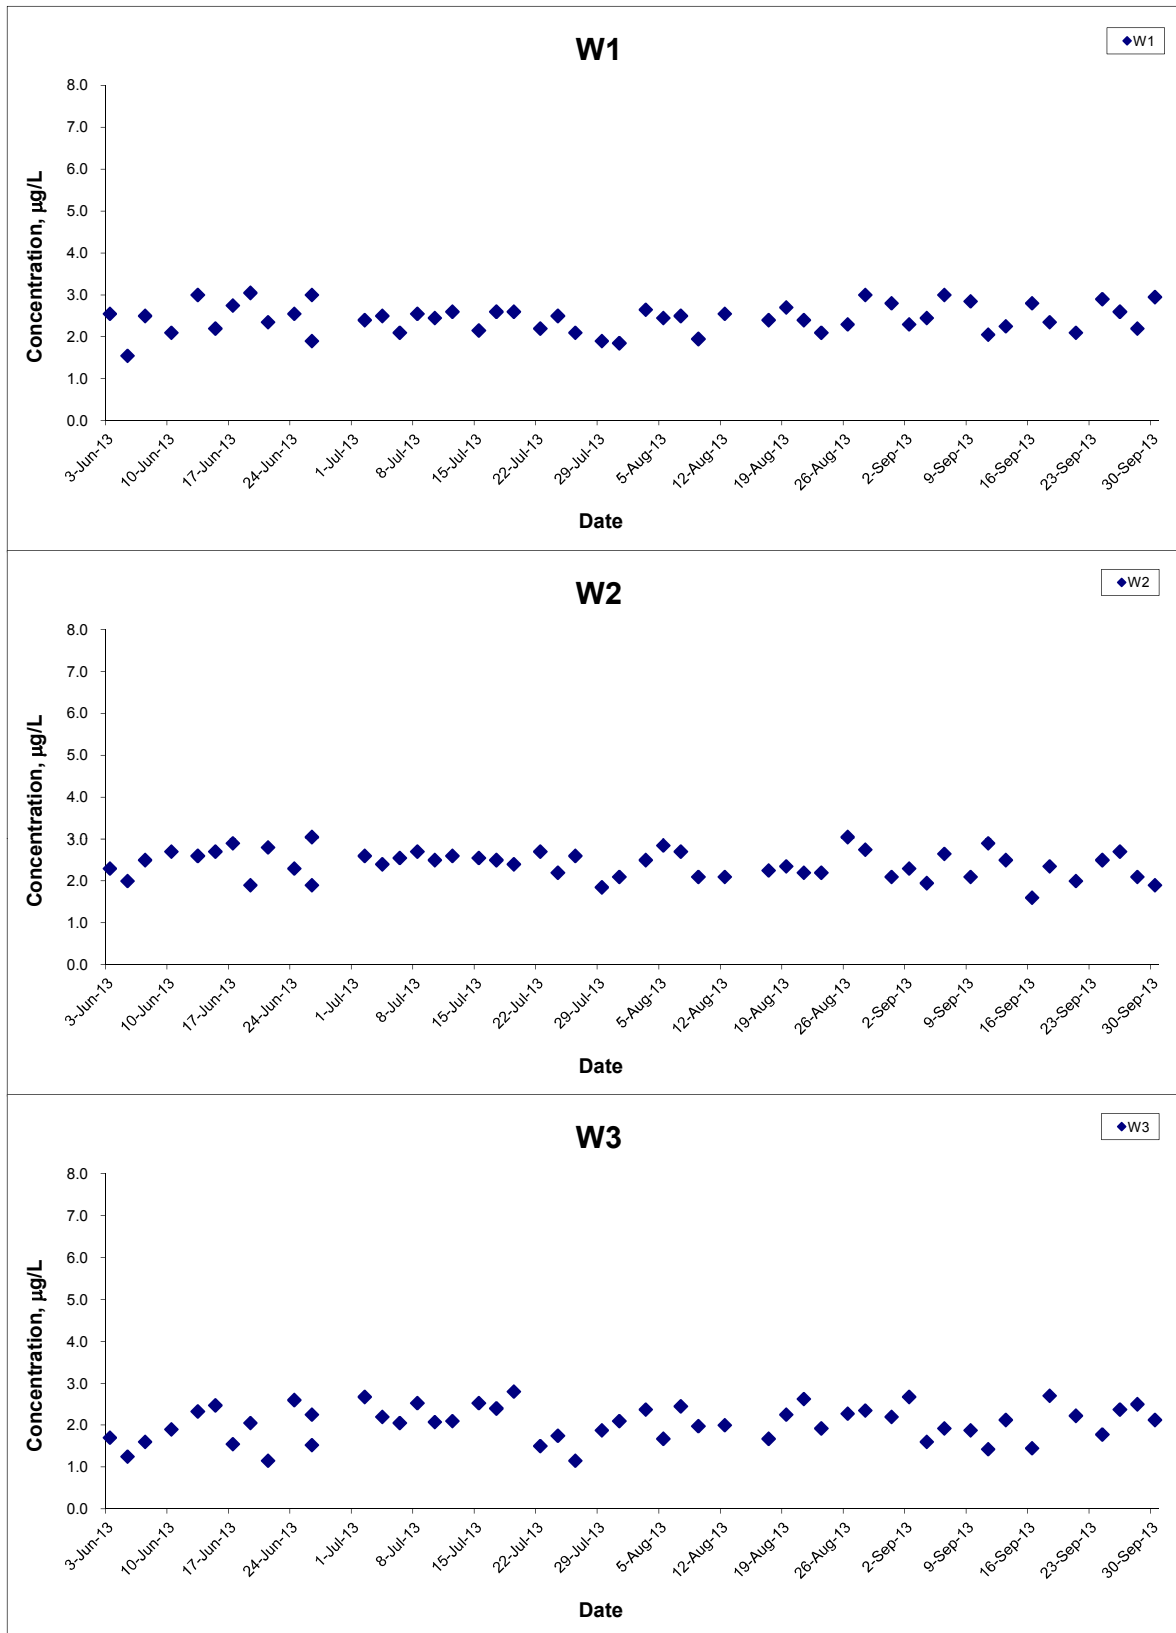 W1
W1
8.0
7.0
6.0
5.0
4.0
3.0
2.0
1.0
0.0
Concentration, µg/L
3-Jun-13
10-Jun-13
17-Jun-13
24-Jun-13
1-Jul-13
8-Jul-13
15-Jul-13
22-Jul-13
29-Jul-13
5-Aug-13
12-Aug-13
19-Aug-13
26-Aug-13
2-Sep-13
9-Sep-13
16-Sep-13
23-Sep-13
30-Sep-13
Date
W2
W2
8.0
7.0
6.0
5.0
4.0
3.0
2.0
1.0
0.0
Concentration, µg/L
3-Jun-13
10-Jun-13
17-Jun-13
24-Jun-13
1-Jul-13
8-Jul-13
15-Jul-13
22-Jul-13
29-Jul-13
5-Aug-13
12-Aug-13
19-Aug-13
26-Aug-13
2-Sep-13
9-Sep-13
16-Sep-13
23-Sep-13
30-Sep-13
Date
W3
W3
8.0
7.0
6.0
5.0
4.0
3.0
2.0
1.0
0.0
Concentration, µg/L
3-Jun-13
10-Jun-13
17-Jun-13
24-Jun-13
1-Jul-13
8-Jul-13
15-Jul-13
22-Jul-13
29-Jul-13
5-Aug-13
12-Aug-13
19-Aug-13
26-Aug-13
2-Sep-13
9-Sep-13
16-Sep-13
23-Sep-13
30-Sep-13
Date